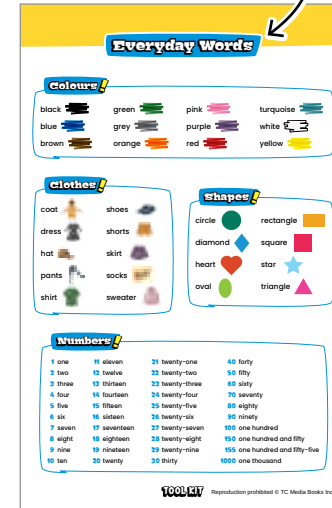 Everyday Words
Colours
black green pink turquoise
blue grey purple white
brown orange red yellow
Clothes
coat shoes
dress shorts
hat skirt
pants socks
shirt sweater
Shapes
circle rectangle
diamond square
heart star
oval triangle
Numbers
1 one 11 eleven 21 twenty-one 40 forty
2 two 12 twelve 22 twenty-two 50 fifty
3 three 13 thirteen 23 twenty-three 60 sixty
4 four 14 fourteen 24 twenty-four 70 seventy
5 five 15 fifteen 25 twenty-five 80 eighty
6 six 16 sixteen 26 twenty-six 90 ninety
7 seven 17 seventeen 27 twenty-seven 100 one hundred
8 eight 18 eighteen 28 twenty-eight 150 one hundred and fifty
9 nine 19 nineteen 29 twenty-nine 155 one hundred and fifty-five
10 ten 20 twenty 30 thirty 1000 one thousand
TOOL KIT Reproduction prohibited © TC Media Books Inc